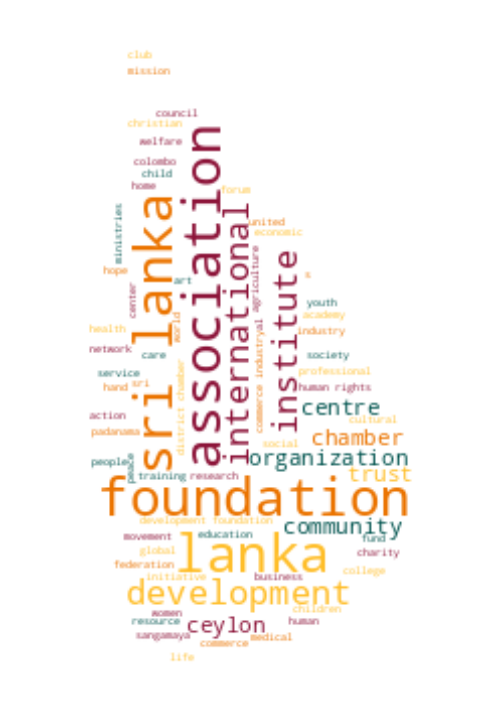 club
mission
council
christian
welfare
colombo
child
home
forum
ministries
sri lanka
association
international
united
economic
institute
agriculture
hope
art
s
center
youth
world
academy
health
commerce industryal
industry
network
care
society
district chamber
service
professional
hand
sri
human rights
centre
action
cultural
padanama
chamber
social
organization
people
peace
training
research
trust
foundation
development foundation
community
movement
education
fund
global
lanka
charity
federation
college
initiative
business
development
women
children
resource
ceylon
human
sangamaya
commerce
medical
life